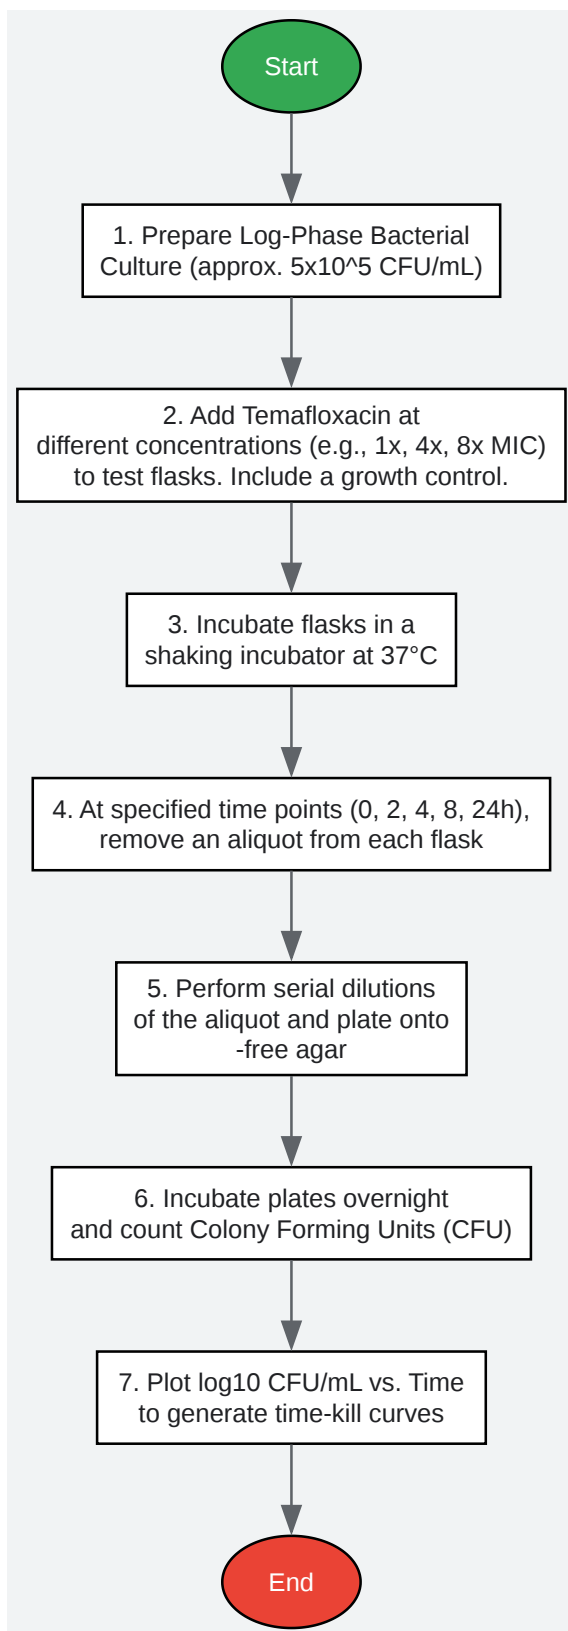 Start
1. Prepare Log-Phase Bacterial
Culture (approx. 5x10^5 CFU/mL)
2. Add Temafloxacin at
different concentrations (e.g., 1x, 4x, 8x MIC)
to test flasks. Include a growth control.
3. Incubate flasks in a
shaking incubator at 37°C
4. At specified time points (0, 2, 4, 8, 24h),
remove an aliquot from each flask
5. Perform serial dilutions
of the aliquot and plate onto
-free agar
6. Incubate plates overnight
and count Colony Forming Units (CFU)
7. Plot log10 CFU/mL vs. Time
to generate time-kill curves
End